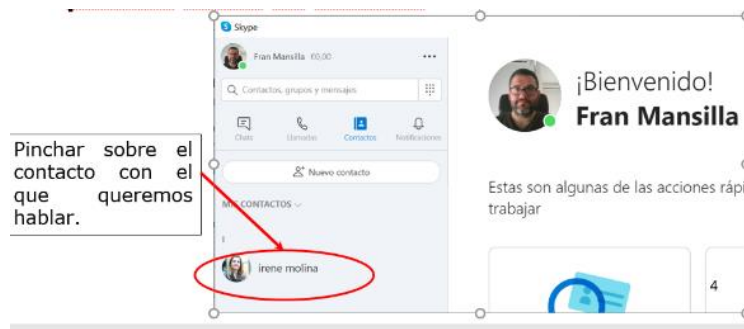 Skype
Fran Mansilla €0,00
Contactos, grupos y mensajes
Chats Llamadas Contactos Notificaciones
Nuevo contacto
MIS CONTACTOS
I
irene molina
Pinchar sobre el
contacto con el
que queremos
hablar.
¡Bienvenido!
Fran Mansilla
Estas son algunas de las acciones rápi
trabajar
4